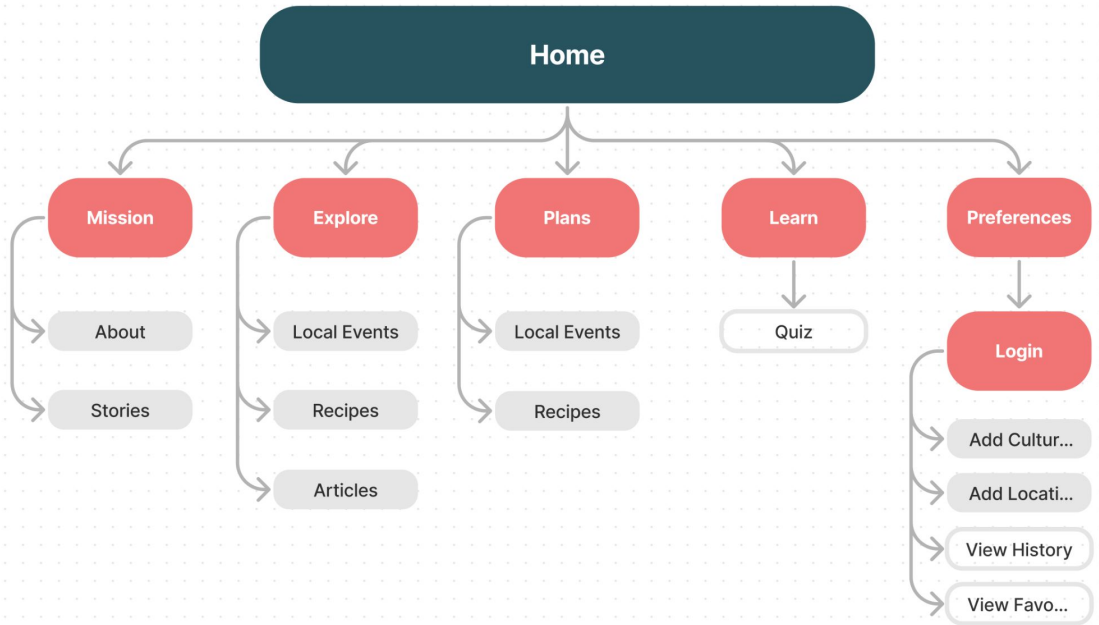 Home
Mission
Explore
Plans
Learn
Preferences
About
Stories
Local Events
Recipes
Articles
Local Events
Recipes
Quiz
Login
Add Cultur...
Add Locati...
View History
View Favo...